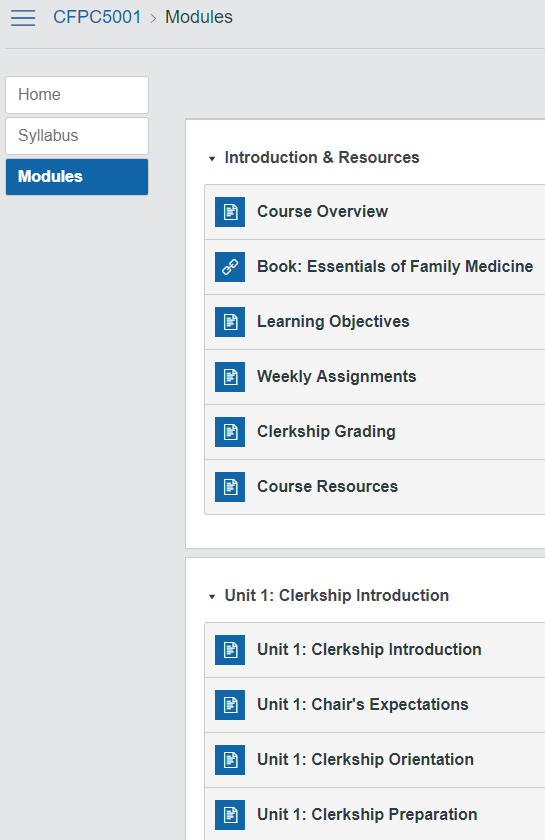 CFPC5001 › Modules
Home
Syllabus
Modules
Introduction & Resources
Course Overview
Book: Essentials of Family Medicine
Learning Objectives
Weekly Assignments
Clerkship Grading
Course Resources
Unit 1: Clerkship Introduction
Unit 1: Clerkship Introduction
Unit 1: Chair's Expectations
Unit 1: Clerkship Orientation
Unit 1: Clerkship Preparation